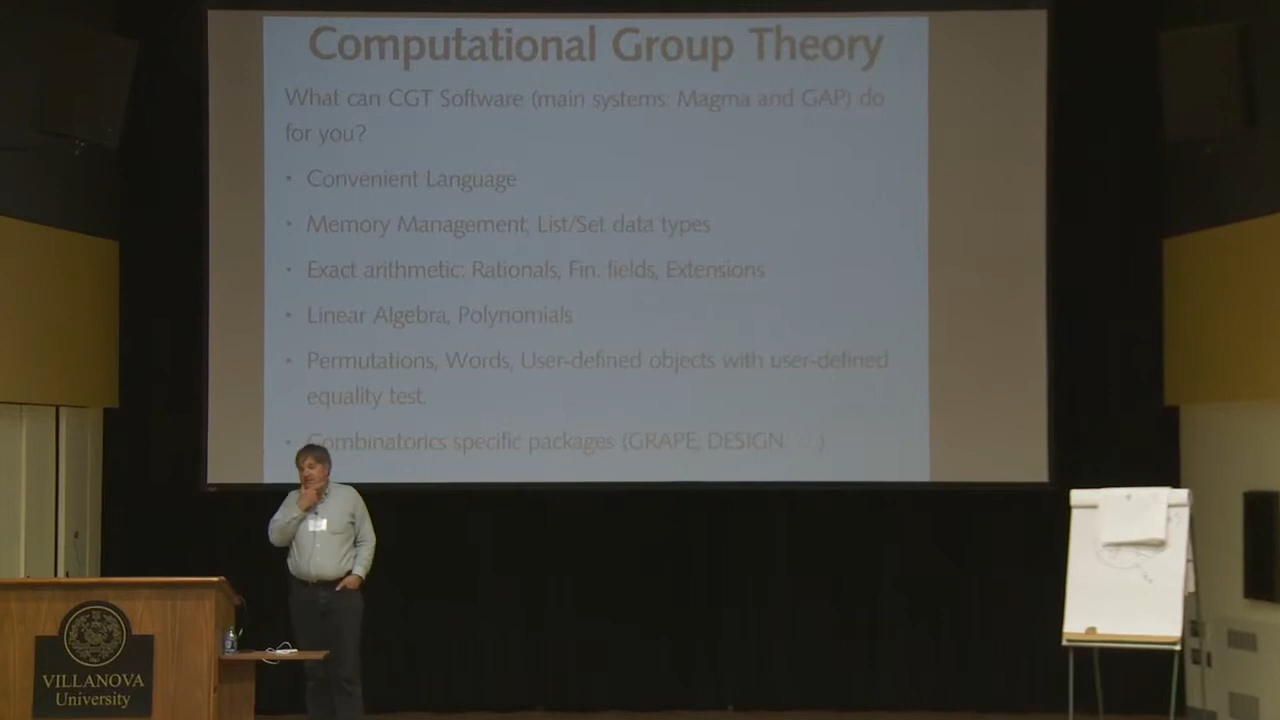 Computational Group Theory
What can CGT Software (main systems: Magma and GAP) do
for you?
• Convenient Language
• Memory Management, List/Set data types
• Exact arithmetic: Rationals, Fin. fields, Extensions
• Linear Algebra, Polynomials
• Permutations, Words, User-defined objects with user-defined
equality test.
• Combinatorics specific packages (GRAPE, DESIGN )
VILLANOVA
University